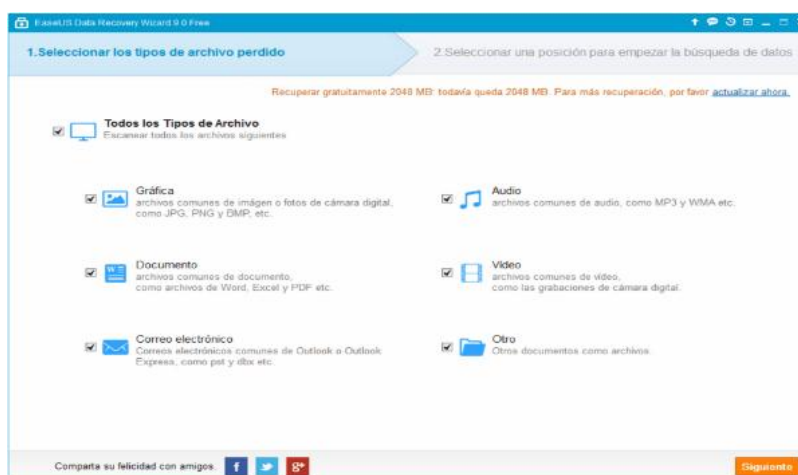 EaseUS Data Recovery Wizard 9.0 Free
1.Seleccionar los tipos de archivo perdido
2.Seleccionar una posición para empezar la búsqueda de datos
Recuperar gratuitamente 2048 MB: todavía queda 2048 MB. Para más recuperación, por favor actualizar ahora.
Todos los Tipos de Archivo
Escanear todos los archivos siguientes
Gráfica
archivos comunes de imágen o fotos de cámara digital,
como JPG, PNG y BMP, etc.
Audio
archivos comunes de audio, como MP3 y WMA etc.
Documento
archivos comunes de documento,
como archivos de Word, Excel y PDF etc.
Vídeo
archivos comunes de vídeo,
como las grabaciones de cámara digital.
Correo electrónico
Correos electrónicos comunes de Outlook o Outlook
Express, como pst y dbx etc.
Otro
Otros documentos como archivos
Comparta su felicidad con amigos.
f
g+
Siguiente